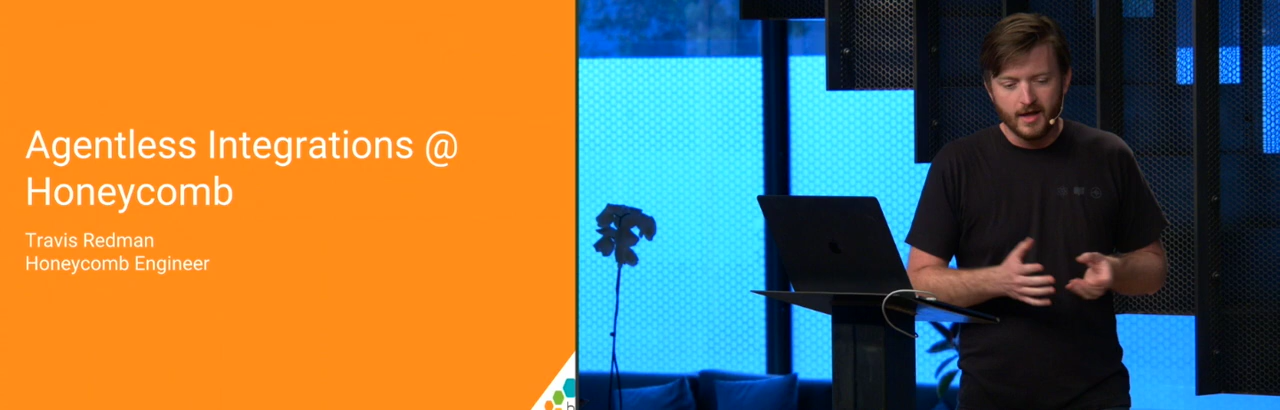 Agentless Integrations @
Honeycomb
Travis Redman
Honeycomb Engineer